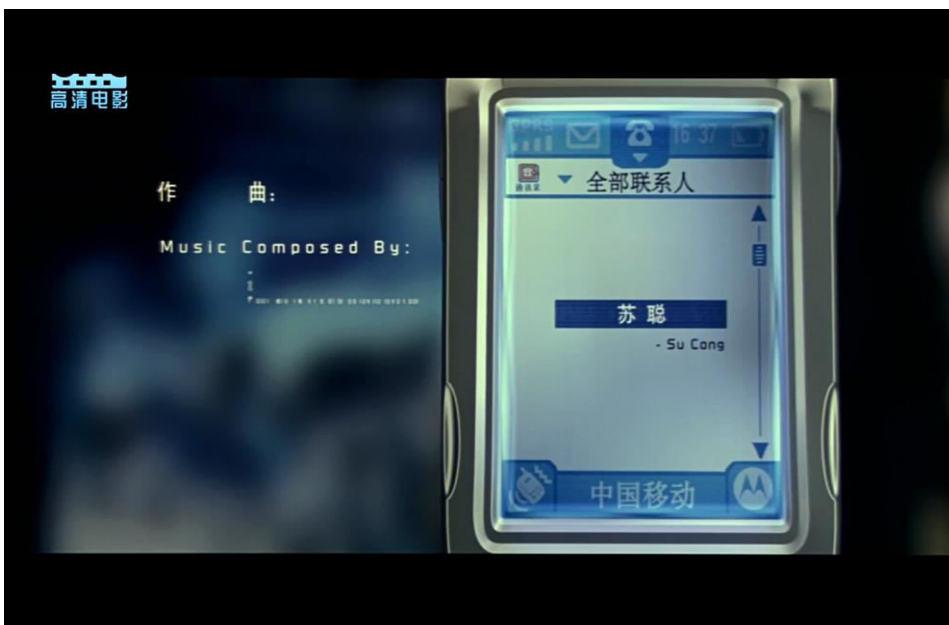 高清电影
作 曲:
Music Composed By:
GPRS
16:37
全部联系人
苏 聪
- Su Cong
中国移动